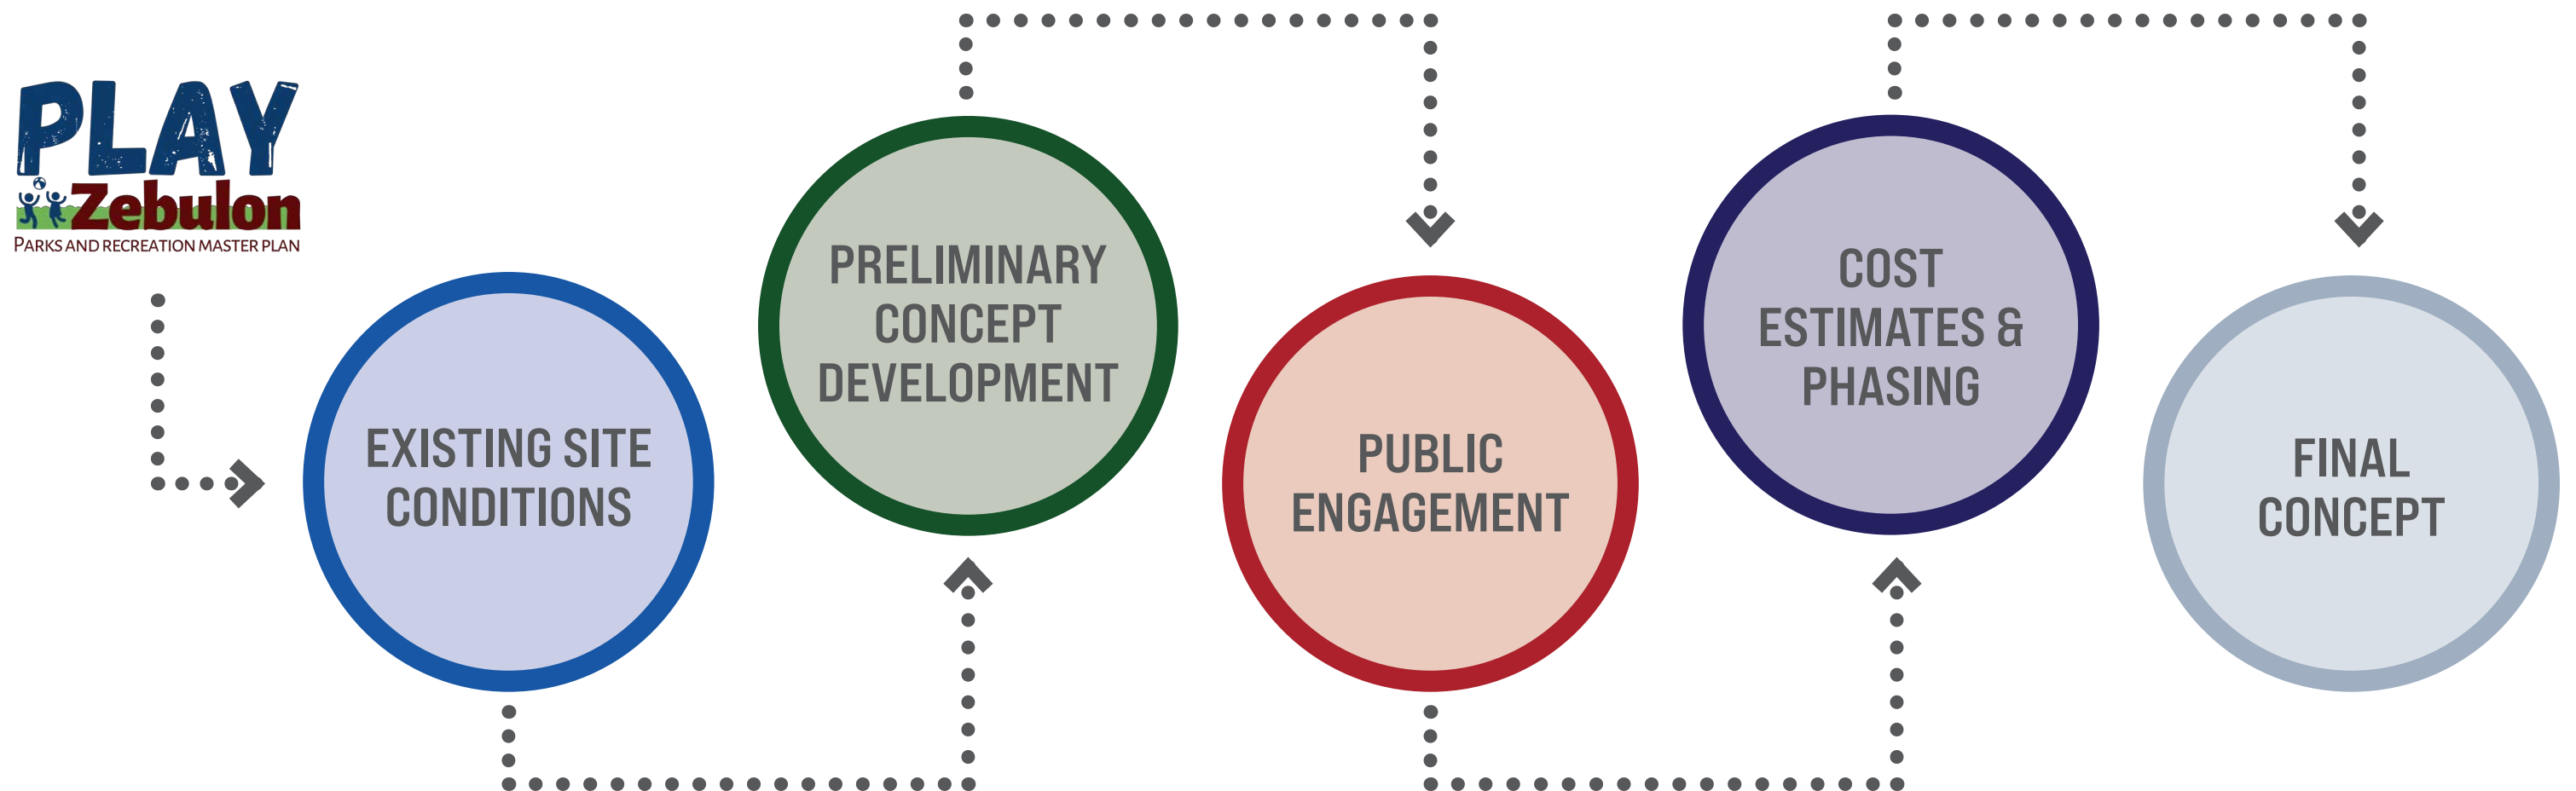 PLAY
Zebulon
PARKS AND RECREATION MASTER PLAN
EXISTING SITE
CONDITIONS
PRELIMINARY
CONCEPT
DEVELOPMENT
PUBLIC
ENGAGEMENT
COST
ESTIMATES &
PHASING
FINAL
CONCEPT